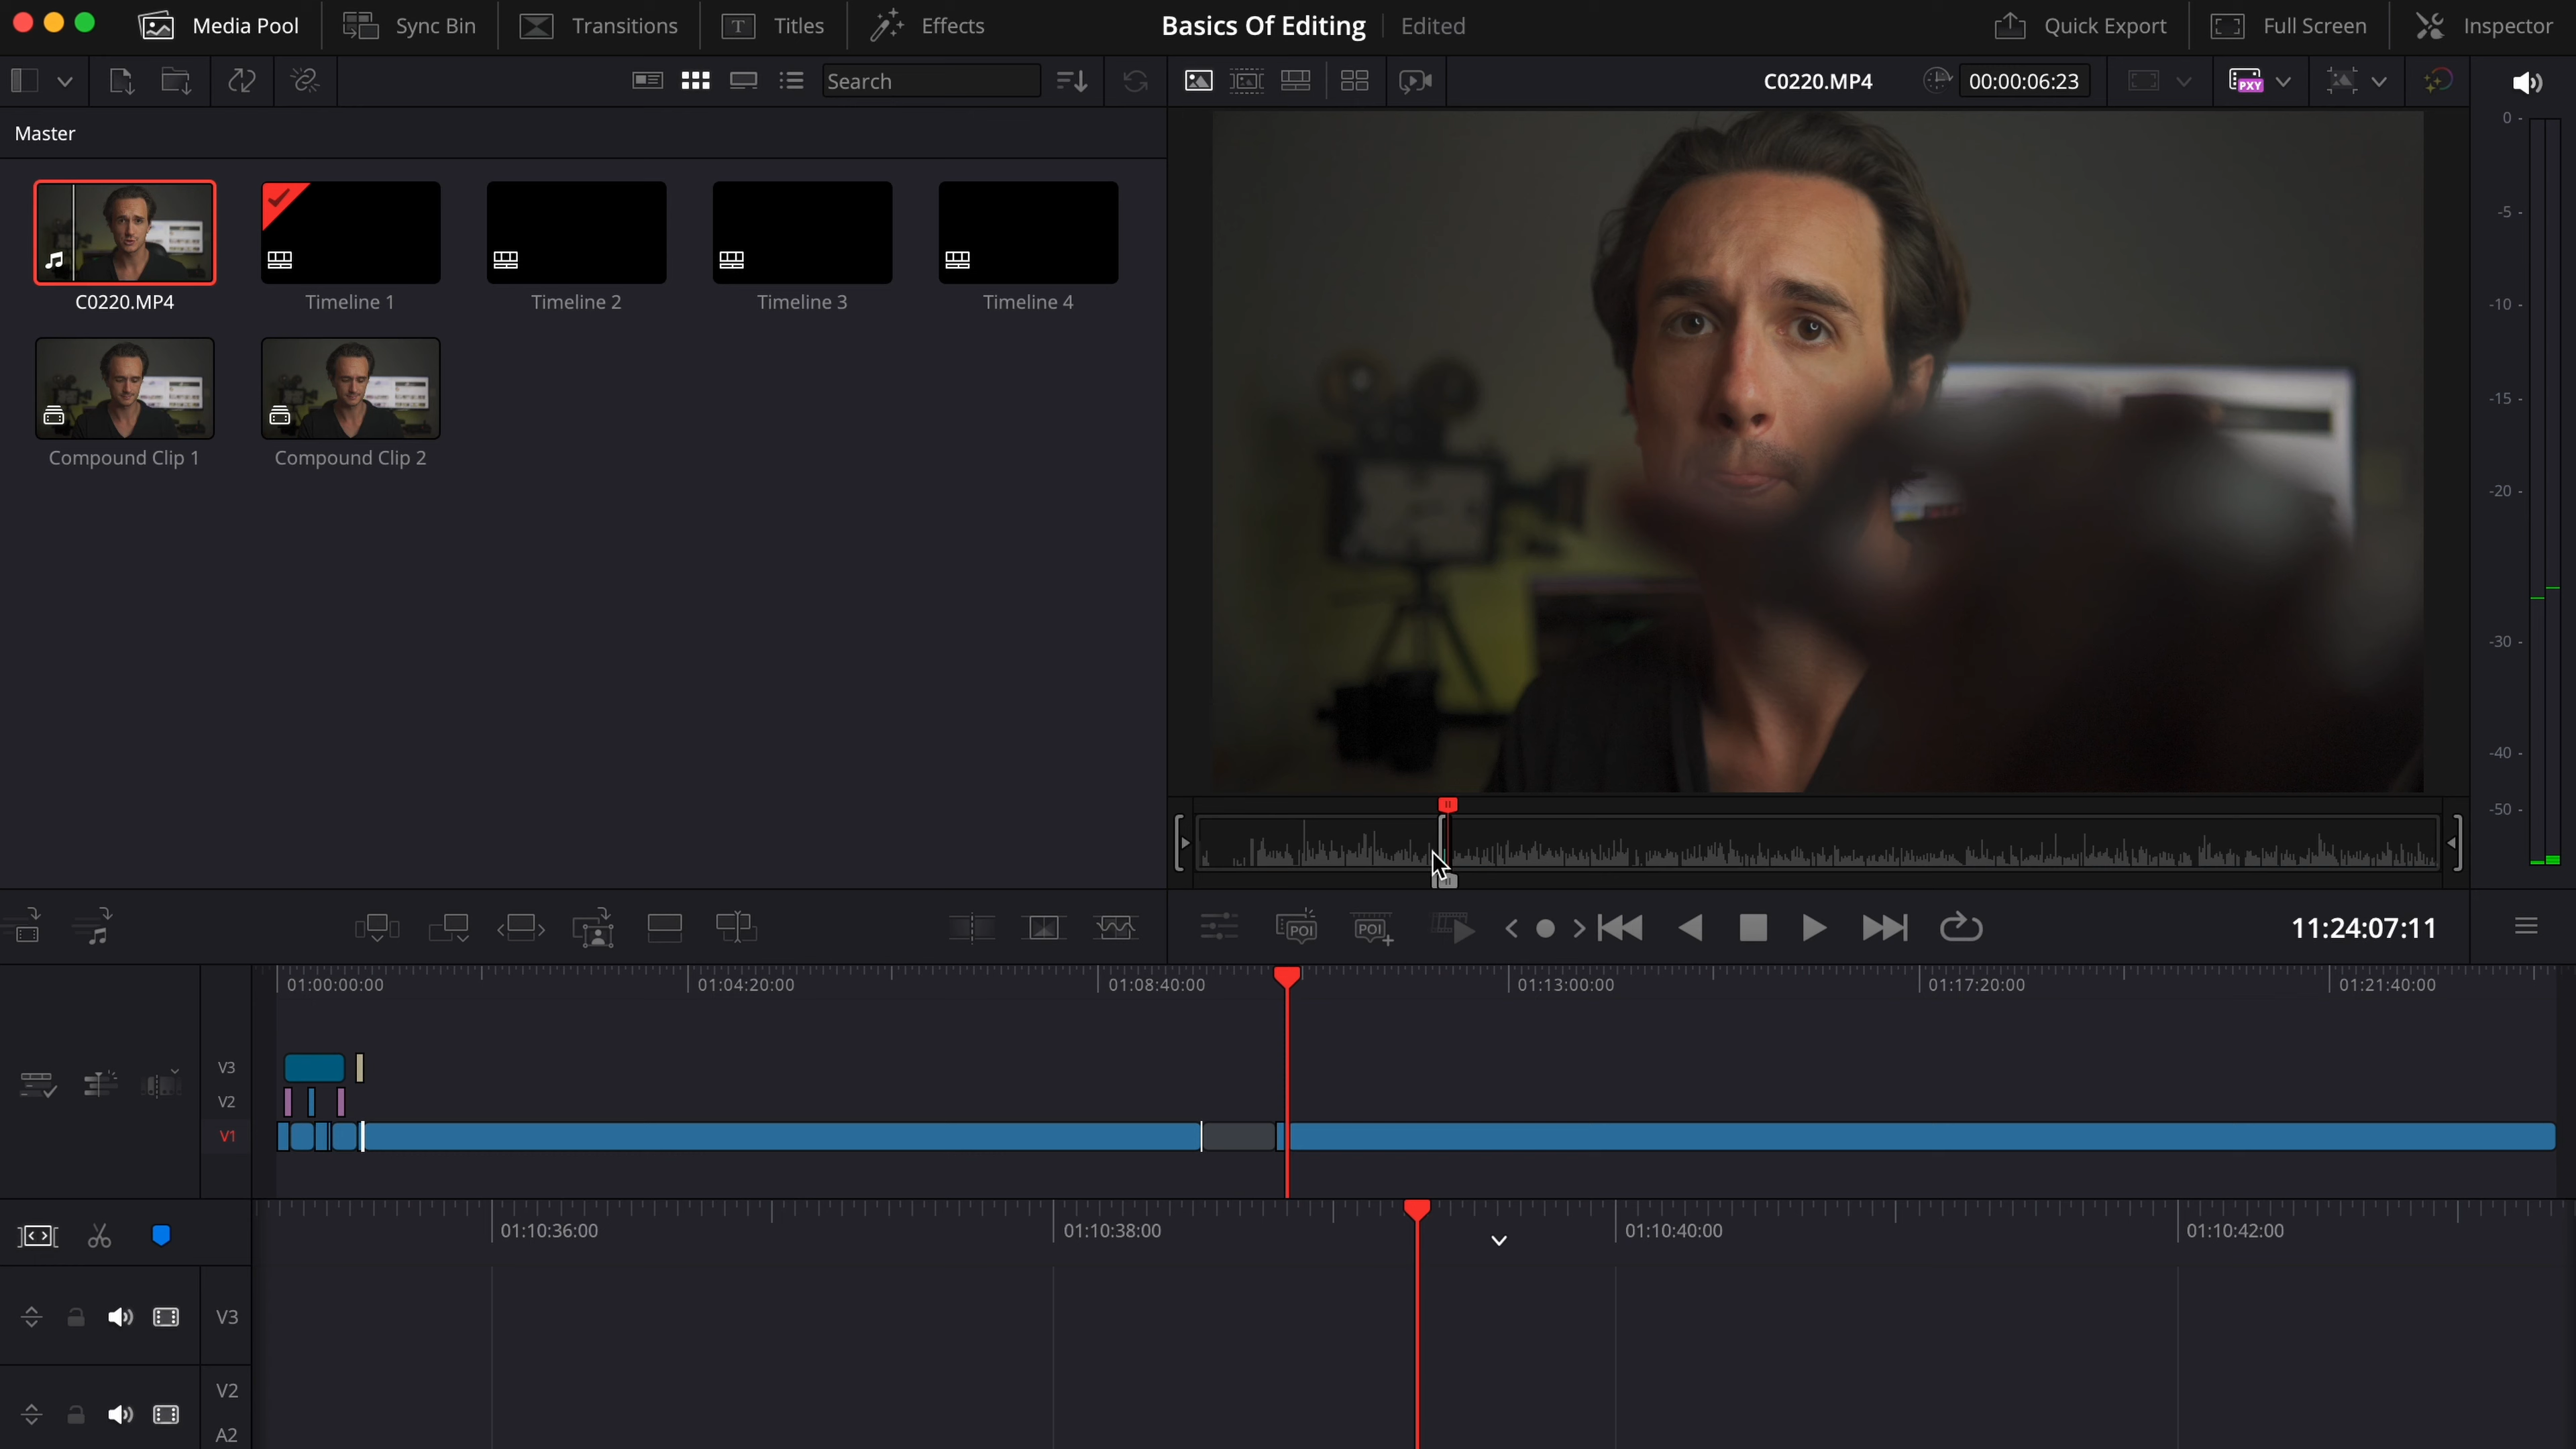 Media Pool
Sync Bin
Transitions
Titles
Effects
Basics Of Editing
Edited
Quick Export
Full Screen
Inspector
Search
C0220.MP4
00:00:06:23
PXY
Master
C0220.MP4
Timeline 1
Timeline 2
Timeline 3
Timeline 4
Compound Clip 1
Compound Clip 2
0
-5
-10
-15
-20
-30
-40
-50
POI
POI
11:24:07:11
01:00:00:00
01:04:20:00
01:08:40:00
01:13:00:00
01:17:20:00
01:21:40:00
V3
V2
V1
01:10:36:00
01:10:38:00
01:10:40:00
01:10:42:00
V3
V2
A2